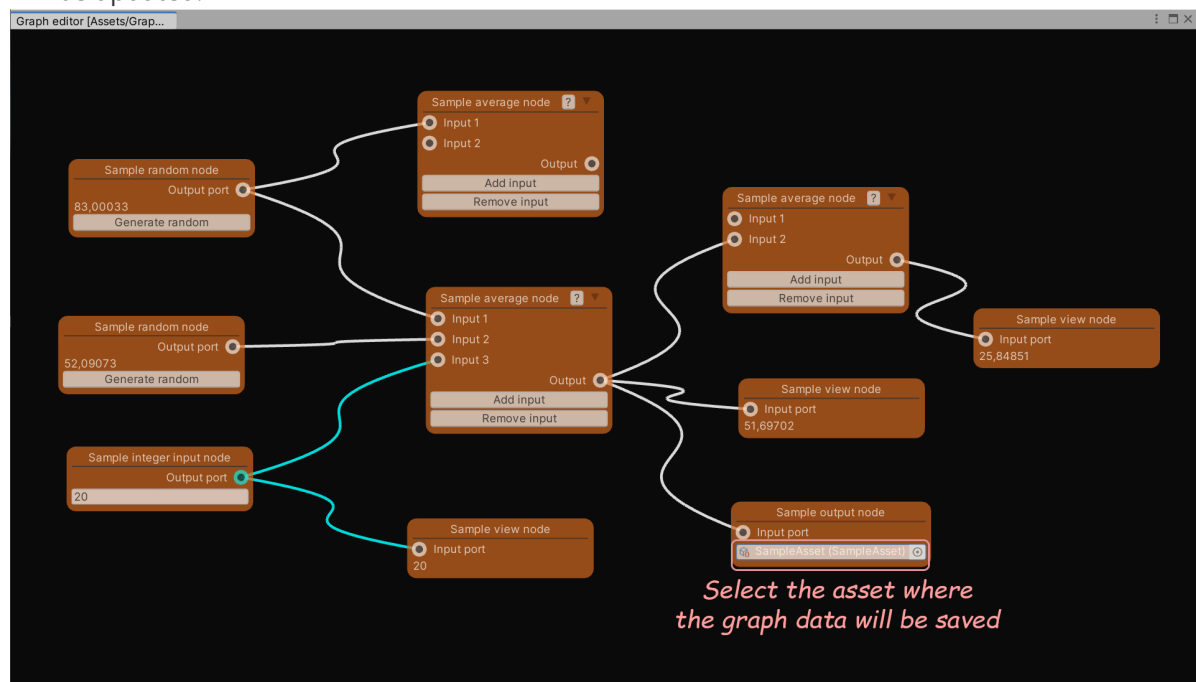 Graph editor [Assets/Grap...
Sample average node ?
Input 1
Input 2
Output
Add input
Remove input
Sample random node
Output port
83,00033
Generate random
Sample average node ?
Input 1
Input 2
Output
Add input
Remove input
Sample average node ?
Input 1
Input 2
Input 3
Output
Add input
Remove input
Sample random node
Output port
52,09073
Generate random
Sample view node
Input port
25,84851
Sample view node
Input port
51,69702
Sample integer input node
Output port
20
Sample view node
Input port
20
Sample output node
Input port
SampleAsset (SampleAsset)
Select the asset where
the graph data will be saved